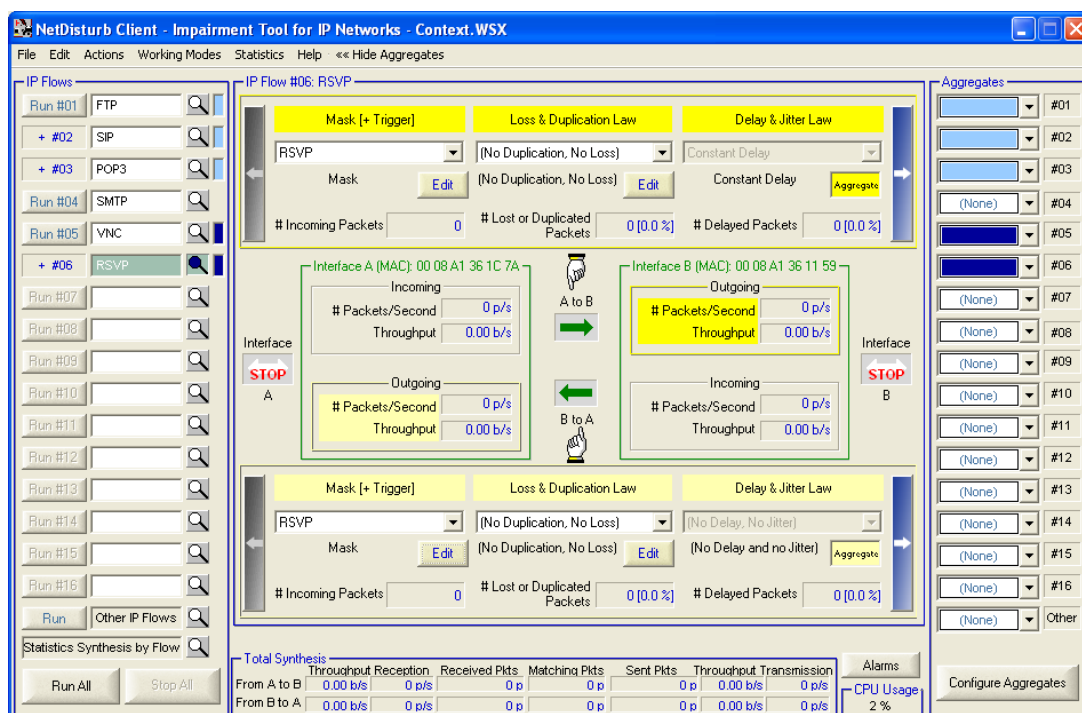 NetDisturb Client - Impairment Tool for IP Networks - Context.WSX
File Edit Actions Working Modes Statistics Help << Hide Aggregates
IP Flows
Run #01 FTP
+ #02 SIP
+ #03 POP3
Run #04 SMTP
Run #05 VNC
+ #06 RSVP
Run #07
Run #08
Run #09
Run #10
Run #11
Run #12
Run #13
Run #14
Run #15
Run #16
Run Other IP Flows
Statistics Synthesis by Flow
Run All Stop All
IP Flow #06: RSVP
Mask [+ Trigger] Loss & Duplication Law Delay & Jitter Law
RSVP (No Duplication, No Loss) Constant Delay
Mask Edit (No Duplication, No Loss) Edit Constant Delay Aggregate
# Incoming Packets 0 # Lost or Duplicated Packets 0 [0.0 %] # Delayed Packets 0 [0.0 %]
Interface A (MAC): 00 08 A1 36 1C 7A
Incoming
# Packets/Second 0 p/s
Throughput 0.00 b/s
Outgoing
# Packets/Second 0 p/s
Throughput 0.00 b/s
Interface
STOP
A
A to B
B to A
Interface B (MAC): 00 08 A1 36 11 59
Outgoing
# Packets/Second 0 p/s
Throughput 0.00 b/s
Incoming
# Packets/Second 0 p/s
Throughput 0.00 b/s
Interface
STOP
B
Mask [+ Trigger] Loss & Duplication Law Delay & Jitter Law
RSVP (No Duplication, No Loss) (No Delay, No Jitter)
Mask Edit (No Duplication, No Loss) Edit (No Delay and no Jitter) Aggregate
# Incoming Packets 0 # Lost or Duplicated Packets 0 [0.0 %] # Delayed Packets 0 [0.0 %]
Total Synthesis
Throughput Reception Received Pkts Matching Pkts Sent Pkts Throughput Transmission
From A to B 0.00 b/s 0 p/s 0 p 0 p 0 p 0.00 b/s 0 p/s
From B to A 0.00 b/s 0 p/s 0 p 0 p 0 p 0.00 b/s 0 p/s
Alarms
CPU Usage
2 %
Aggregates
#01
#02
#03
(None) #04
#05
#06
(None) #07
(None) #08
(None) #09
(None) #10
(None) #11
(None) #12
(None) #13
(None) #14
(None) #15
(None) #16
(None) Other
Configure Aggregates